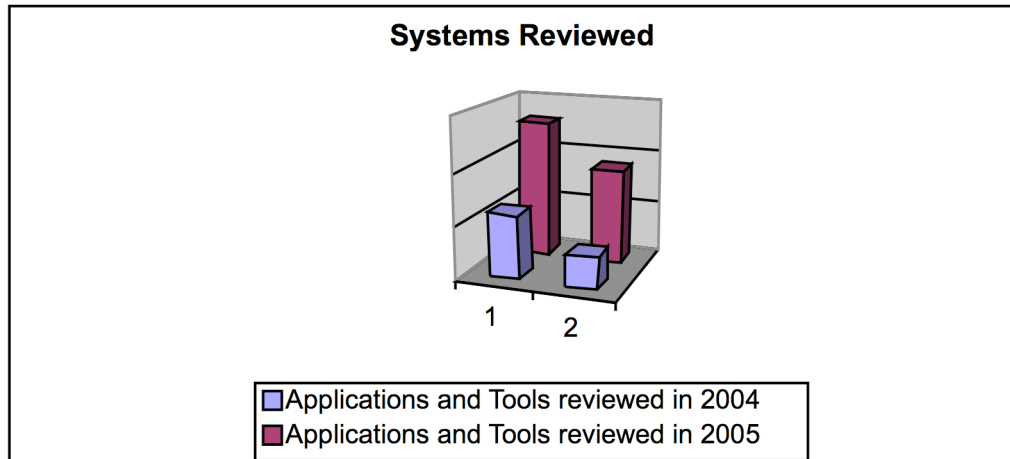 Systems Reviewed
1
2
Applications and Tools reviewed in 2004
Applications and Tools reviewed in 2005